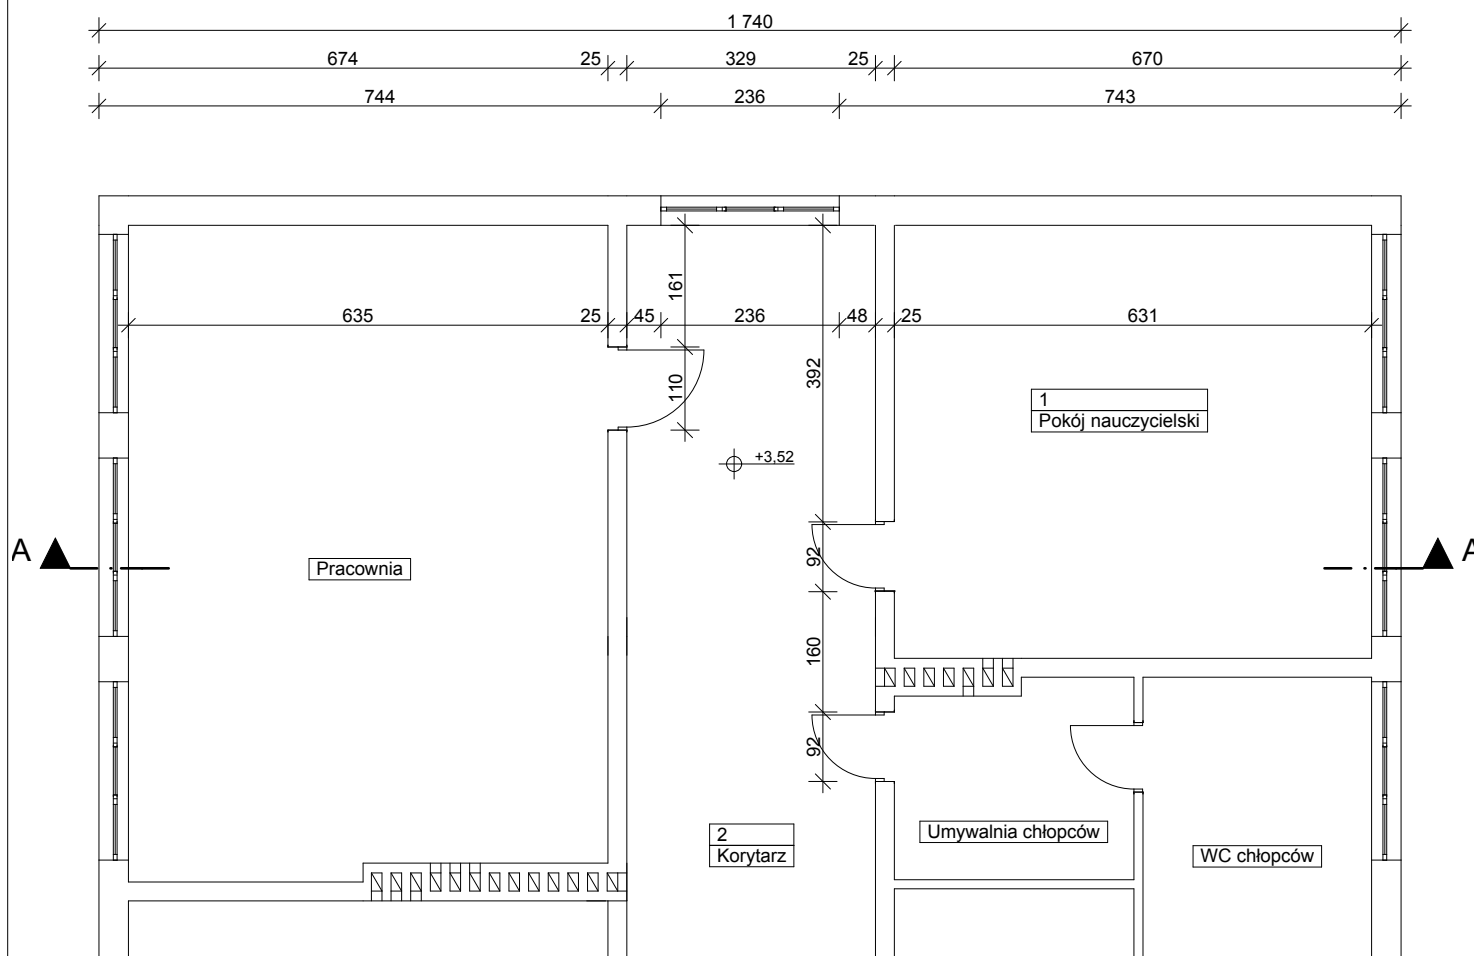 1 740
674 25 329 25 670
744 236 743
161
635 25 45 236 48 25 631
392
110
1
Pokój nauczycielski
+3,52
A
A
92
Pracownia
160
92
2
Korytarz
Umywalnia chłopców
WC chłopców